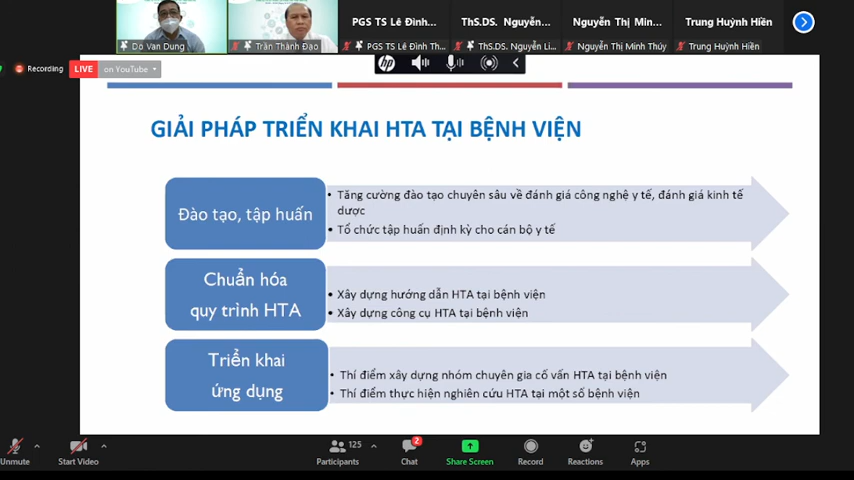 PGS TS Lê Đình...
ThS.DS. Nguyễn...
Nguyễn Thị Min...
Trung Huỳnh Hiền
Do Van Dung
Trần Thành Đạo
PGS TS Lê Đình Th...
ThS.DS. Nguyễn Li...
Nguyễn Thị Minh Thúy
Trung Huỳnh Hiền
Recording
LIVE on YouTube
hp
GIẢI PHÁP TRIỂN KHAI HTA TẠI BỆNH VIỆN
Đào tạo, tập huấn
• Tăng cường đào tạo chuyên sâu về đánh giá công nghệ y tế, đánh giá kinh tế
dược
• Tổ chức tập huấn định kỳ cho cán bộ y tế
Chuẩn hóa
quy trình HTA
• Xây dựng hướng dẫn HTA tại bệnh viện
• Xây dựng công cụ HTA tại bệnh viện
Triển khai
ứng dụng
• Thí điểm xây dựng nhóm chuyên gia cố vấn HTA tại bệnh viện
• Thí điểm thực hiện nghiên cứu HTA tại một số bệnh viện
125
2
Unmute
Start Video
Participants
Chat
Share Screen
Record
Reactions
Apps